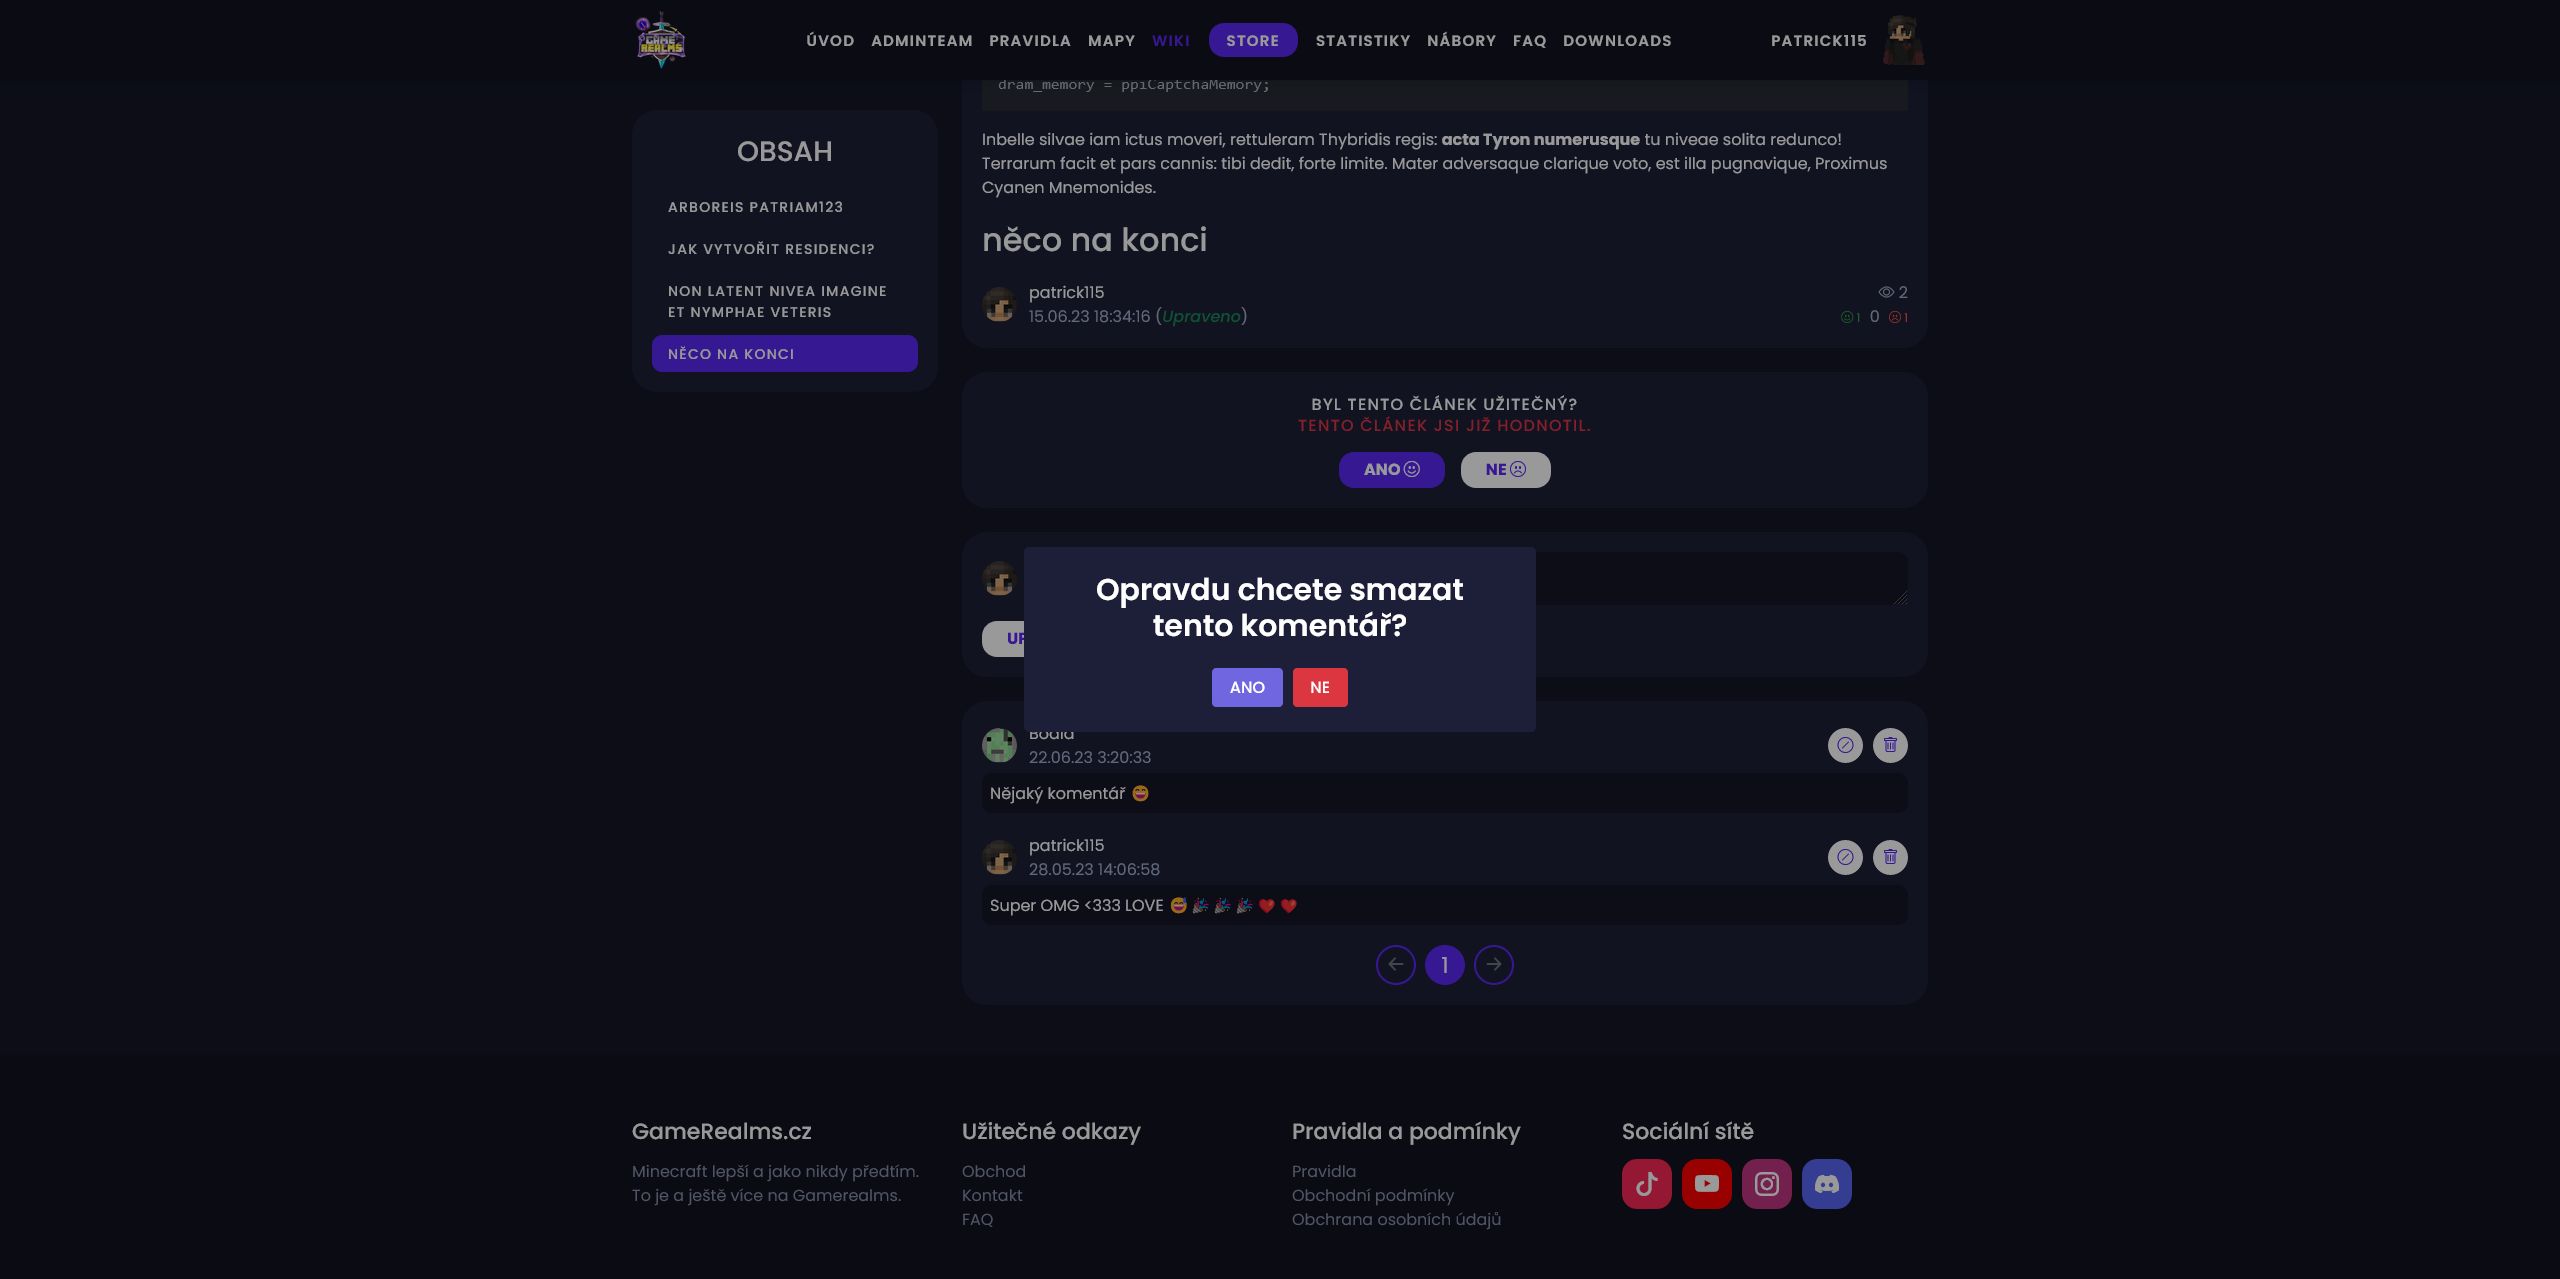 GAME
REALMS
ÚVOD ADMINTEAM PRAVIDLA MAPY WIKI STORE STATISTIKY NÁBORY FAQ DOWNLOADS PATRICK115
OBSAH
ARBOREIS PATRIAM123
JAK VYTVOŘIT RESIDENCI?
NON LATENT NIVEA IMAGINE
ET NYMPHAE VETERIS
NĚCO NA KONCI
dram_memory = ppiCaptchaMemory;
Inbelle silvae iam ictus moveri, rettuleram Thybridis regis: acta Tyron numerusque tu niveae solita redunco!
Terrarum facit et pars cannis: tibi dedit, forte limite. Mater adversaque clarique voto, est illa pugnavique, Proximus
Cyanen Mnemonides.
něco na konci
patrick115
2
15.06.23 18:34:16 (Upraveno)
1 0 1
BYL TENTO ČLÁNEK UŽITEČNÝ?
TENTO ČLÁNEK JSI JIŽ HODNOTIL.
ANO NE
Opravdu chcete smazat
tento komentář?
ANO NE
22.06.23 3:20:33
Nějaký komentář 😄
patrick115
28.05.23 14:06:58
Super OMG <333 LOVE 😅 🎉 🎉 🎉 ❤️ ❤️
← 1 →
GameRealms.cz
Minecraft lepší a jako nikdy předtím.
To je a ještě více na Gamerealms.
Užitečné odkazy
Obchod
Kontakt
FAQ
Pravidla a podmínky
Pravidla
Obchodní podmínky
Obchrana osobních údajů
Sociální sítě